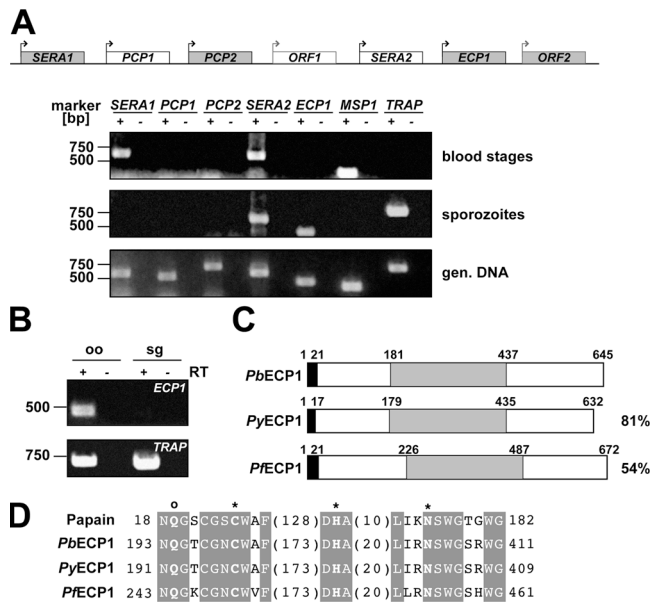 A
SERA1 PCP1 PCP2 ORF1 SERA2 ECP1 ORF2
marker [bp] SERA1 PCP1 PCP2 SERA2 ECP1 MSP1 TRAP
+ - + - + - + - + - + - + -
750
500
blood stages
750
500
sporozoites
750
500
gen. DNA
B
oo sg
+ - + - RT
500 ECP1
750 TRAP
C
1 21 181 437 645
PbECP1
1 17 179 435 632
PyECP1 81%
1 21 226 487 672
PfECP1 54%
D
o * * *
Papain 18 NQGSCGSCWAF(128)DHA(10)LIKNSWGTGWG 182
PbECP1 193 NQGTCGNCWAF(173)DHA(20)LIKNSWGSRWG 411
PyECP1 191 NQGTCGNCWAF(173)DHA(20)LIKNSWGSRWG 409
PfECP1 243 NQGKCGNCWVF(173)DHA(20)LLRNSWGSHWG 461